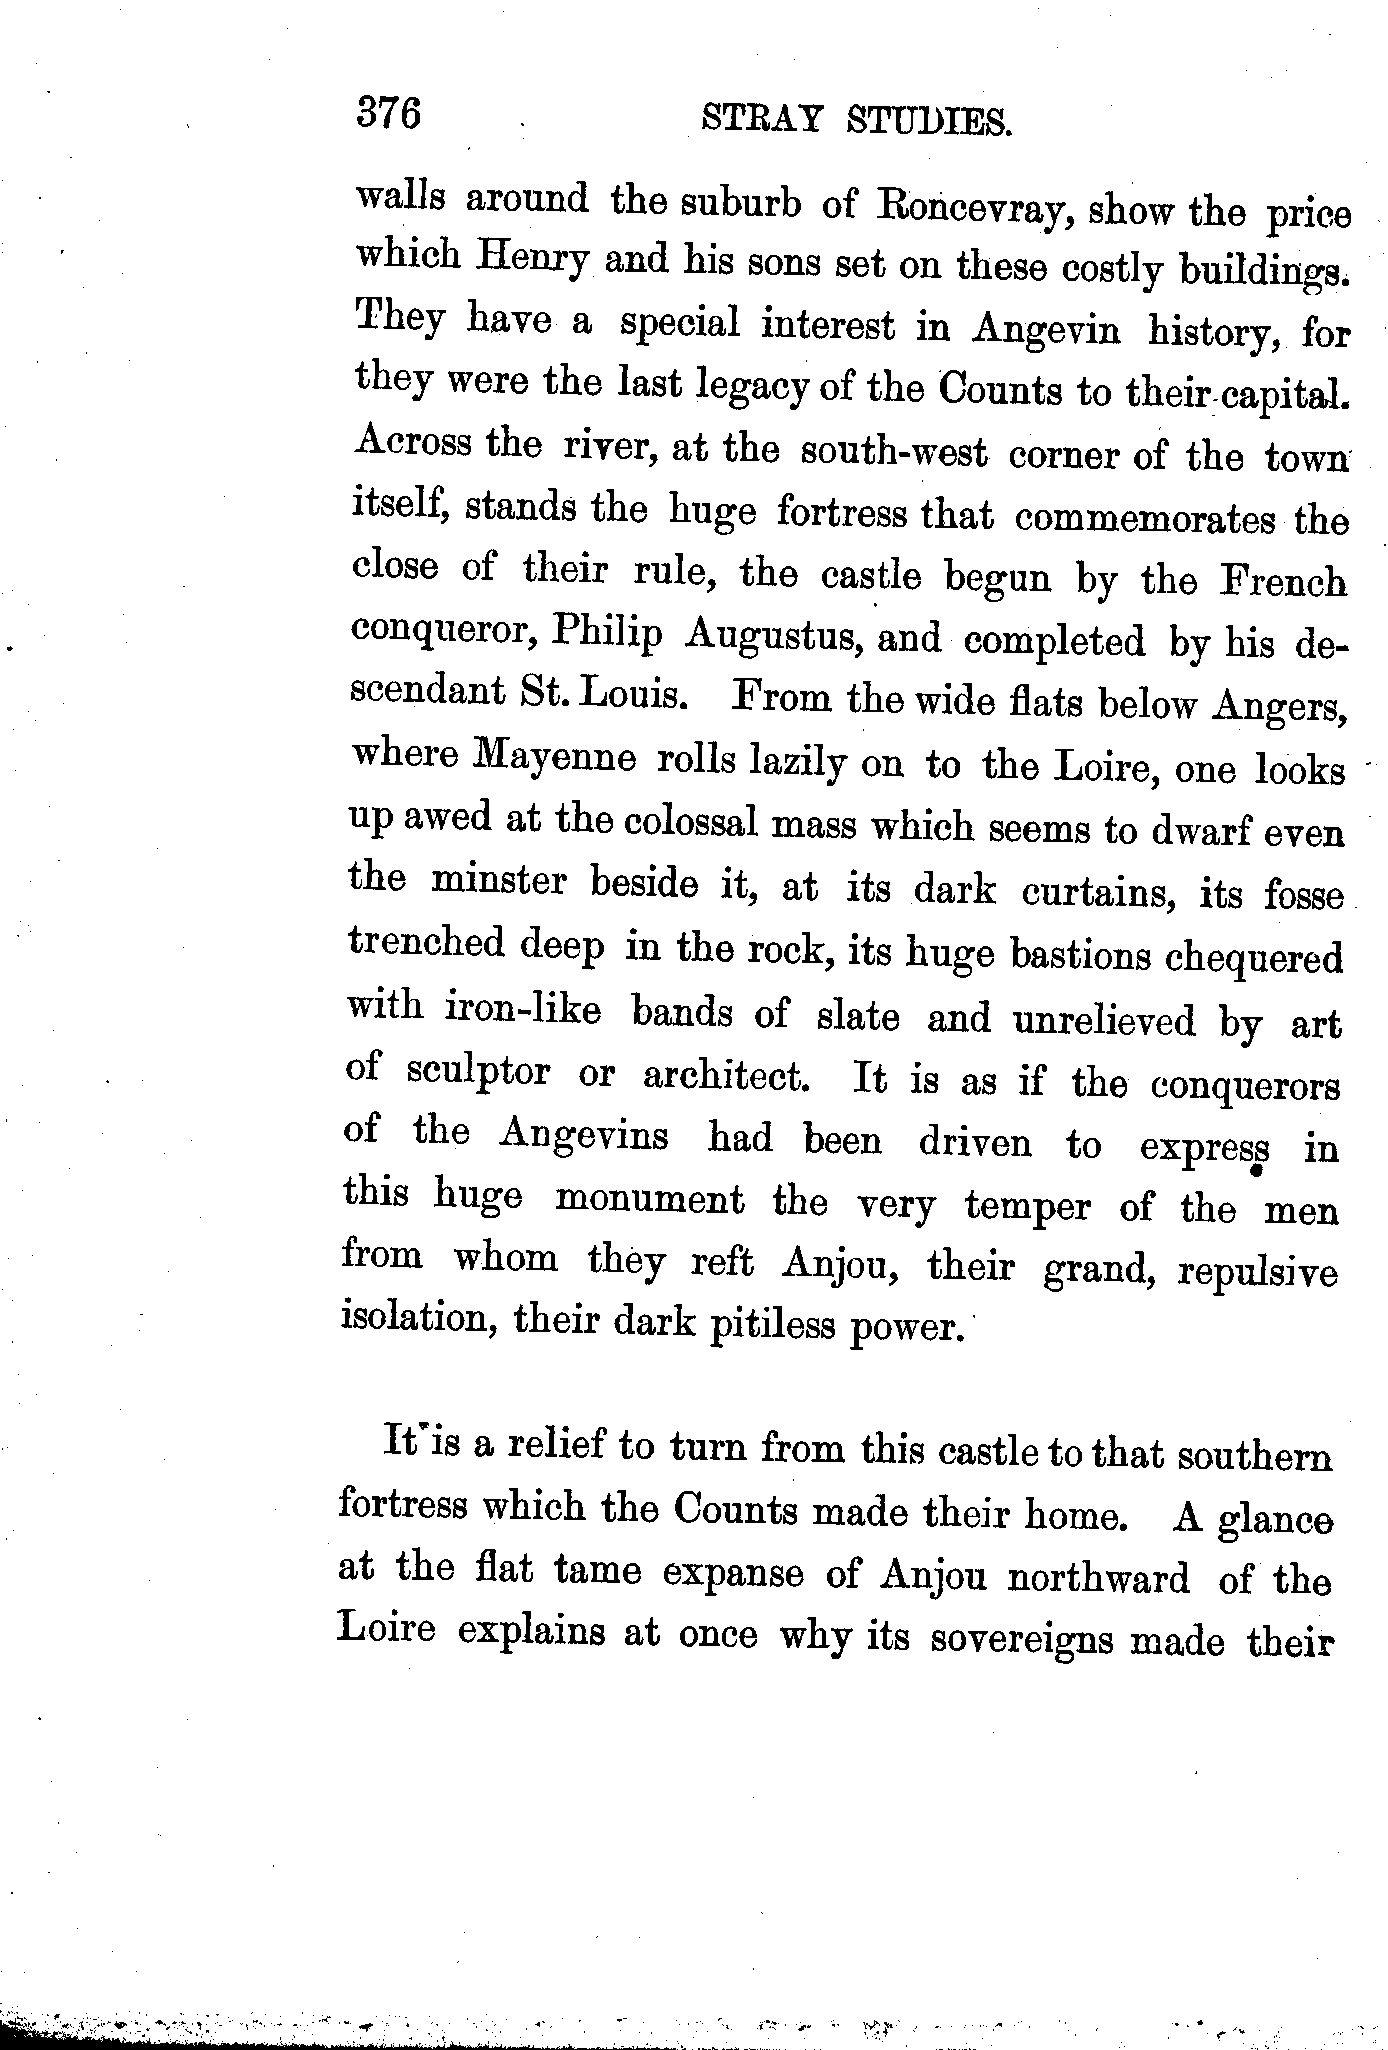 376 STRAY STUDIES.
walls around the suburb of Roncevray, show the price
which Henry and his sons set on these costly buildings.
They have a special interest in Angevin history, for
they were the last legacy of the Counts to their capital.
Across the river, at the south-west corner of the town
itself, stands the huge fortress that commemorates the
close of their rule, the castle begun by the French
conqueror, Philip Augustus, and completed by his de-
scendant St. Louis. From the wide flats below Angers,
where Mayenne rolls lazily on to the Loire, one looks
up awed at the colossal mass which seems to dwarf even
the minster beside it, at its dark curtains, its fosse
trenched deep in the rock, its huge bastions chequered
with iron-like bands of slate and unrelieved by art
of sculptor or architect. It is as if the conquerors
of the Angevins had been driven to express in
this huge monument the very temper of the men
from whom they reft Anjou, their grand, repulsive
isolation, their dark pitiless power.
It is a relief to turn from this castle to that southern
fortress which the Counts made their home. A glance
at the flat tame expanse of Anjou northward of the
Loire explains at once why its sovereigns made their